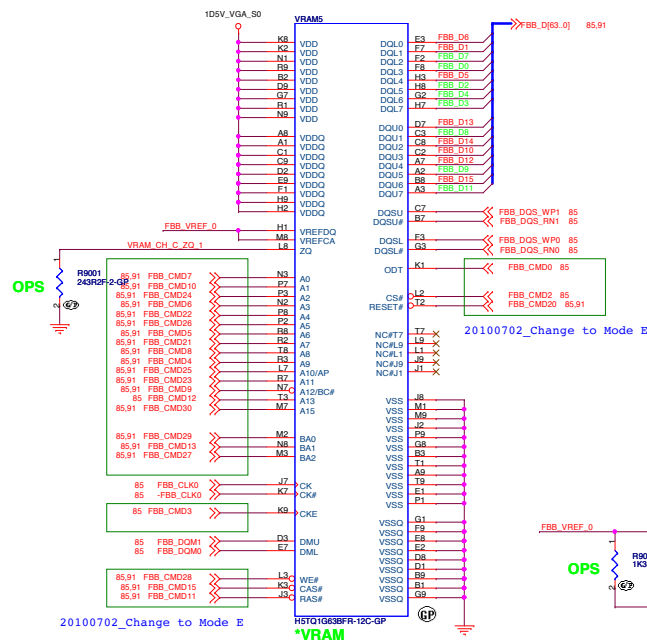 1D5V_VGA_S0
VRAM5
FBB_D[63..0] 85,91
K8 VDD DQL0 E3 FBB_D6
K2 VDD DQL1 F7 FBB_D1
N1 VDD DQL2 F2 FBB_D7
R9 VDD DQL3 F8 FBB_D0
B2 VDD DQL4 H3 FBB_D5
D9 VDD DQL5 H8 FBB_D2
G7 VDD DQL6 G2 FBB_D4
R1 VDD DQL7 H7 FBB_D3
N9 VDD
DQU0 D7 FBB_D13
A8 VDDQ DQU1 C3 FBB_D8
A1 VDDQ DQU2 C8 FBB_D14
C1 VDDQ DQU3 C2 FBB_D10
C9 VDDQ DQU4 A7 FBB_D12
D2 VDDQ DQU5 A2 FBB_D9
E9 VDDQ DQU6 B8 FBB_D15
F1 VDDQ DQU7 A3 FBB_D11
H9 VDDQ
H2 VDDQ
DQSU C7 FBB_DQS_WP1 85
DQSU# B7 FBB_DQS_RN1 85
FBB_VREF_0 H1 VREFDQ
M8 VREFCA DQSL F3 FBB_DQS_WP0 85
VRAM_CH_C_ZQ_1 L8 ZQ DQSL# G3 FBB_DQS_RN0 85
ODT K1 FBB_CMD0 85
OPS
1
R9001
243R2F-2-GP
2
85,91 FBB_CMD7 N3 A0
85,91 FBB_CMD10 P7 A1
85,91 FBB_CMD24 P3 A2
85,91 FBB_CMD6 N2 A3
85,91 FBB_CMD22 P8 A4
85,91 FBB_CMD26 P2 A5
85,91 FBB_CMD5 R8 A6
85,91 FBB_CMD21 R2 A7
85,91 FBB_CMD8 T8 A8
85,91 FBB_CMD4 R3 A9
85,91 FBB_CMD25 L7 A10/AP
85,91 FBB_CMD23 R7 A11
85,91 FBB_CMD9 N7 A12/BC#
85 FBB_CMD12 T3 A13
85,91 FBB_CMD30 M7 A15
CS# L2 FBB_CMD2 85
RESET# T2 FBB_CMD20 85,91
20100702_Change to Mode E
NC#T7 T7
NC#L9 L9
NC#L1 L1
NC#J9 J9
NC#J1 J1
85,91 FBB_CMD29 M2 BA0
85,91 FBB_CMD13 N8 BA1
85,91 FBB_CMD27 M3 BA2
85 FBB_CLK0 J7 CK
85 -FBB_CLK0 K7 CK#
85 FBB_CMD3 K9 CKE
85 FBB_DQM1 D3 DMU
85 FBB_DQM0 E7 DML
85,91 FBB_CMD28 L3 WE#
85,91 FBB_CMD15 K3 CAS#
85,91 FBB_CMD11 J3 RAS#
VSS J8
VSS M1
VSS M9
VSS J2
VSS P9
VSS G8
VSS B3
VSS T1
VSS A9
VSS T9
VSS E1
VSS P1
VSSQ G1
VSSQ F9
VSSQ E8
VSSQ E2
VSSQ D8
VSSQ D1
VSSQ B9
VSSQ B1
VSSQ G9
20100702_Change to Mode E
H5TQ1G63BFR-12C-GP
*VRAM
GP
FBB_VREF_0
OPS
1
R90
1K3
2